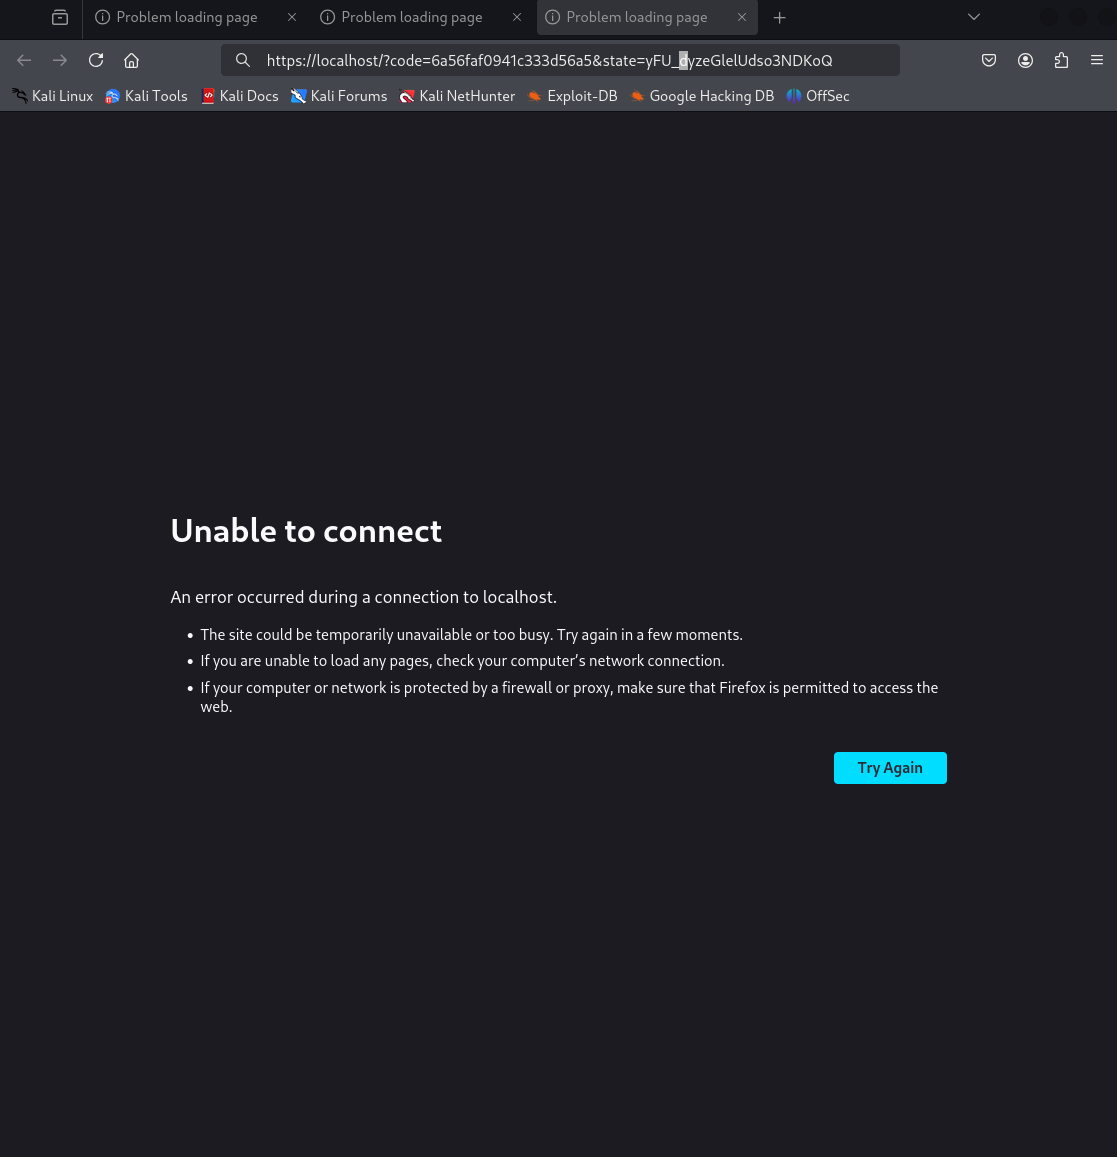 Problem loading page
Problem loading page
Problem loading page
https://localhost/?code=6a56faf0941c333d56a5&state=yFU_dyzeGlelUdso3NDKoQ
Kali Linux Kali Tools Kali Docs Kali Forums Kali NetHunter Exploit-DB Google Hacking DB OffSec
Unable to connect
An error occurred during a connection to localhost.
• The site could be temporarily unavailable or too busy. Try again in a few moments.
• If you are unable to load any pages, check your computer’s network connection.
• If your computer or network is protected by a firewall or proxy, make sure that Firefox is permitted to access the
web.
Try Again